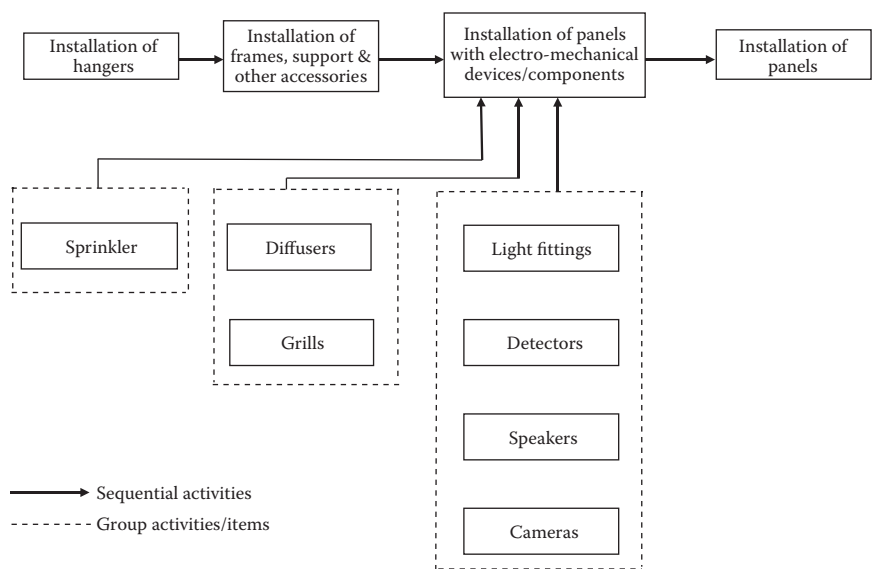 Installation of
hangers
Installation of
frames, support &
other accessories
Installation of panels
with electro-mechanical
devices/components
Installation of
panels
Sprinkler
Diffusers
Grills
Light fittings
Detectors
Speakers
Cameras
Sequential activities
Group activities/items